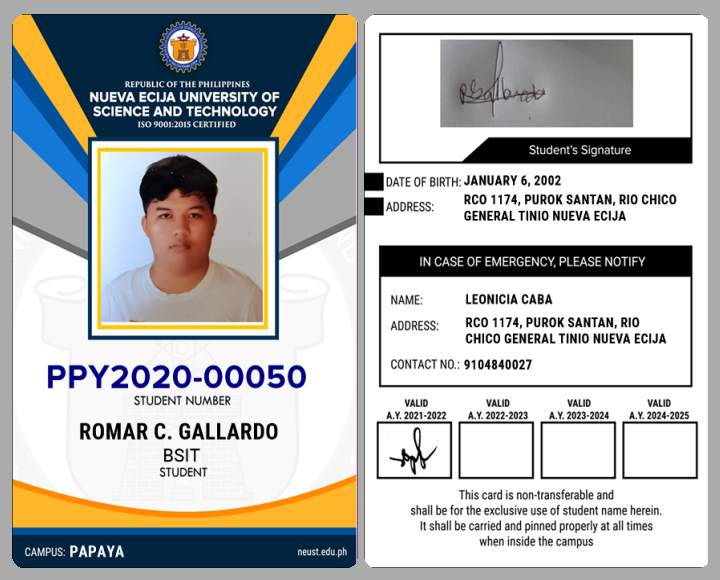 REPUBLIC OF THE PHILIPPINES
NUEVA ECIJA UNIVERSITY OF
SCIENCE AND TECHNOLOGY
ISO 9001:2015 CERTIFIED
PPY2020-00050
STUDENT NUMBER
ROMAR C. GALLARDO
BSIT
STUDENT
CAMPUS: PAPAYA
neust.edu.ph
RGallardo
Student's Signature
DATE OF BIRTH: JANUARY 6, 2002
ADDRESS: RCO 1174, PUROK SANTAN, RIO CHICO
GENERAL TINIO NUEVA ECIJA
IN CASE OF EMERGENCY, PLEASE NOTIFY
NAME: LEONICIA CABA
ADDRESS: RCO 1174, PUROK SANTAN, RIO
CHICO GENERAL TINIO NUEVA ECIJA
CONTACT NO.: 9104840027
VALID
A.Y. 2021-2022
VALID
A.Y. 2022-2023
VALID
A.Y. 2023-2024
VALID
A.Y. 2024-2025
This card is non-transferable and
shall be for the exclusive use of student name herein.
It shall be carried and pinned properly at all times
when inside the campus